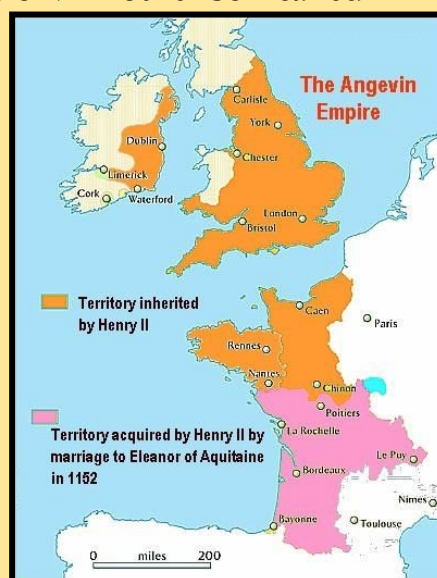 The Angevin
Empire
Carlisle
York
Dublin
Chester
Limerick
Cork
Waterford
London
Bristol
Territory inherited
by Henry II
Caen
Paris
Rennes
Nantes
Chinon
Poitiers
Territory acquired by Henry II by
marriage to Eleanor of Aquitaine
in 1152
La Rochelle
Le Puy
Bordeaux
Nimes
Bayonne
Toulouse
0 miles 200